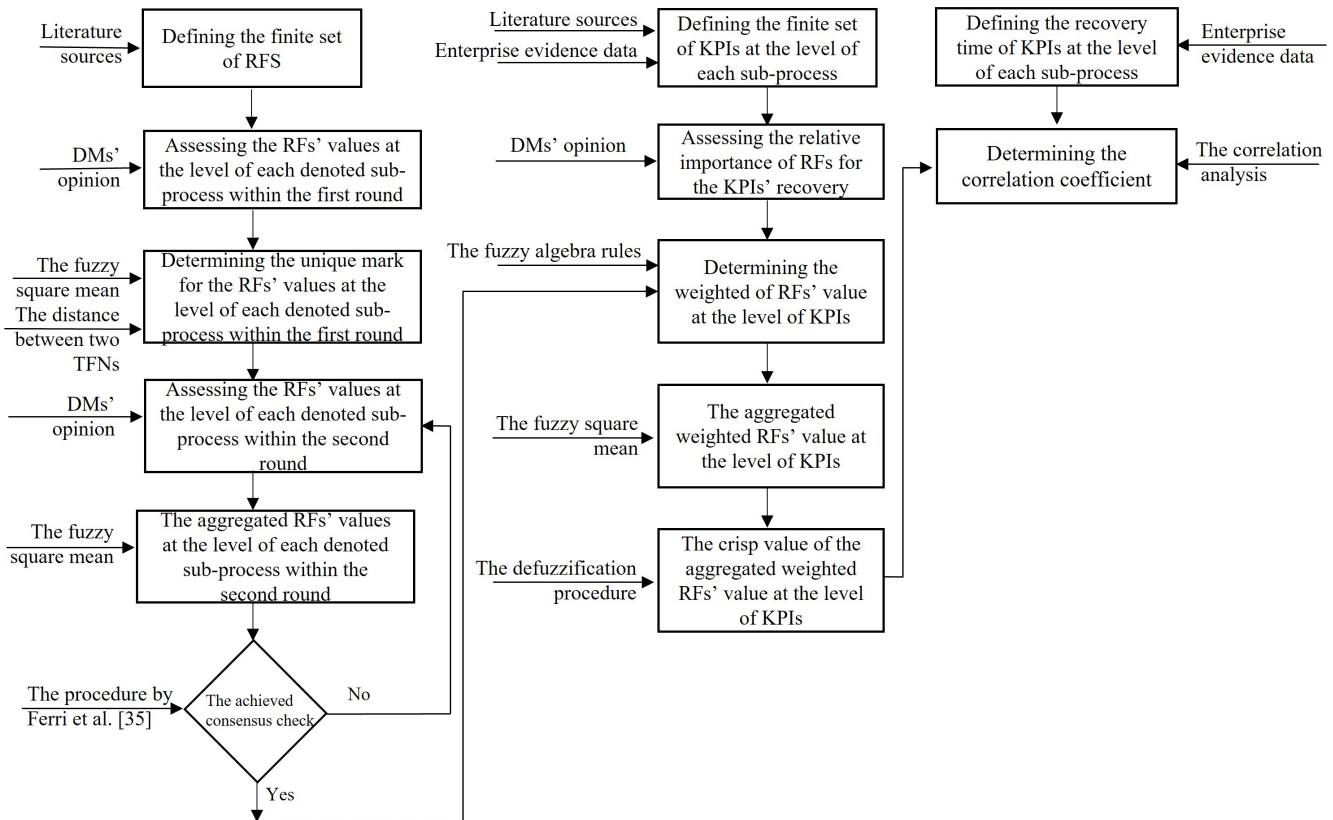 Literature
sources
Defining the finite set
of RFS
DMs'
opinion
Assessing the RFs' values at
the level of each denoted sub-
process within the first round
The fuzzy
square mean
The distance
between two
TFNs
Determining the unique mark
for the RFs' values at the
level of each denoted sub-
process within the first round
DMs'
opinion
Assessing the RFs' values at
the level of each denoted sub-
process within the second
round
The fuzzy
square mean
The aggregated RFs' values
at the level of each denoted
sub-process within the
second round
The procedure by
Ferri et al. [35]
The achieved
consensus check
No
Yes
Literature sources
Enterprise evidence data
Defining the finite set
of KPIs at the level of
each sub-process
DMs' opinion
Assessing the relative
importance of RFs for
the KPIs' recovery
The fuzzy algebra rules
Determining the
weighted of RFs' value
at the level of KPIs
The fuzzy square
mean
The aggregated
weighted RFs' value at
the level of KPIs
The defuzzification
procedure
The crisp value of the
aggregated weighted
RFs' value at the level
of KPIs
Defining the recovery
time of KPIs at the level
of each sub-process
Enterprise
evidence data
Determining the
correlation coefficient
The correlation
analysis